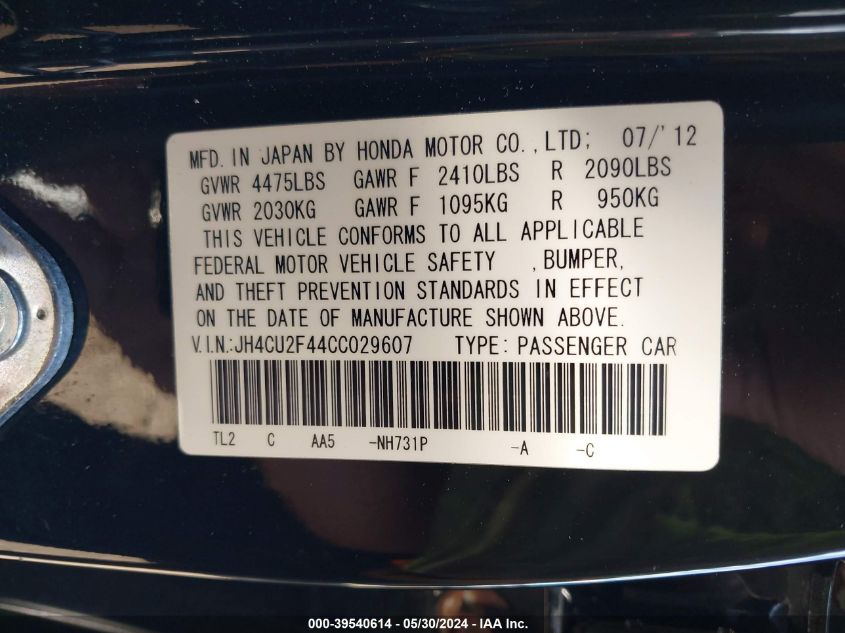 MFD. IN JAPAN BY HONDA MOTOR CO., LTD; 07/'12
GVWR 4475LBS GAWR F 2410LBS R 2090LBS
GVWR 2030KG GAWR F 1095KG R 950KG
THIS VEHICLE CONFORMS TO ALL APPLICABLE
FEDERAL MOTOR VEHICLE SAFETY , BUMPER,
AND THEFT PREVENTION STANDARDS IN EFFECT
ON THE DATE OF MANUFACTURE SHOWN ABOVE.
V.I.N.:JH4CU2F44CC029607 TYPE: PASSENGER CAR
TL2 C AA5 -NH731P -A -C
000-39540614 - 05/30/2024 - IAA Inc.